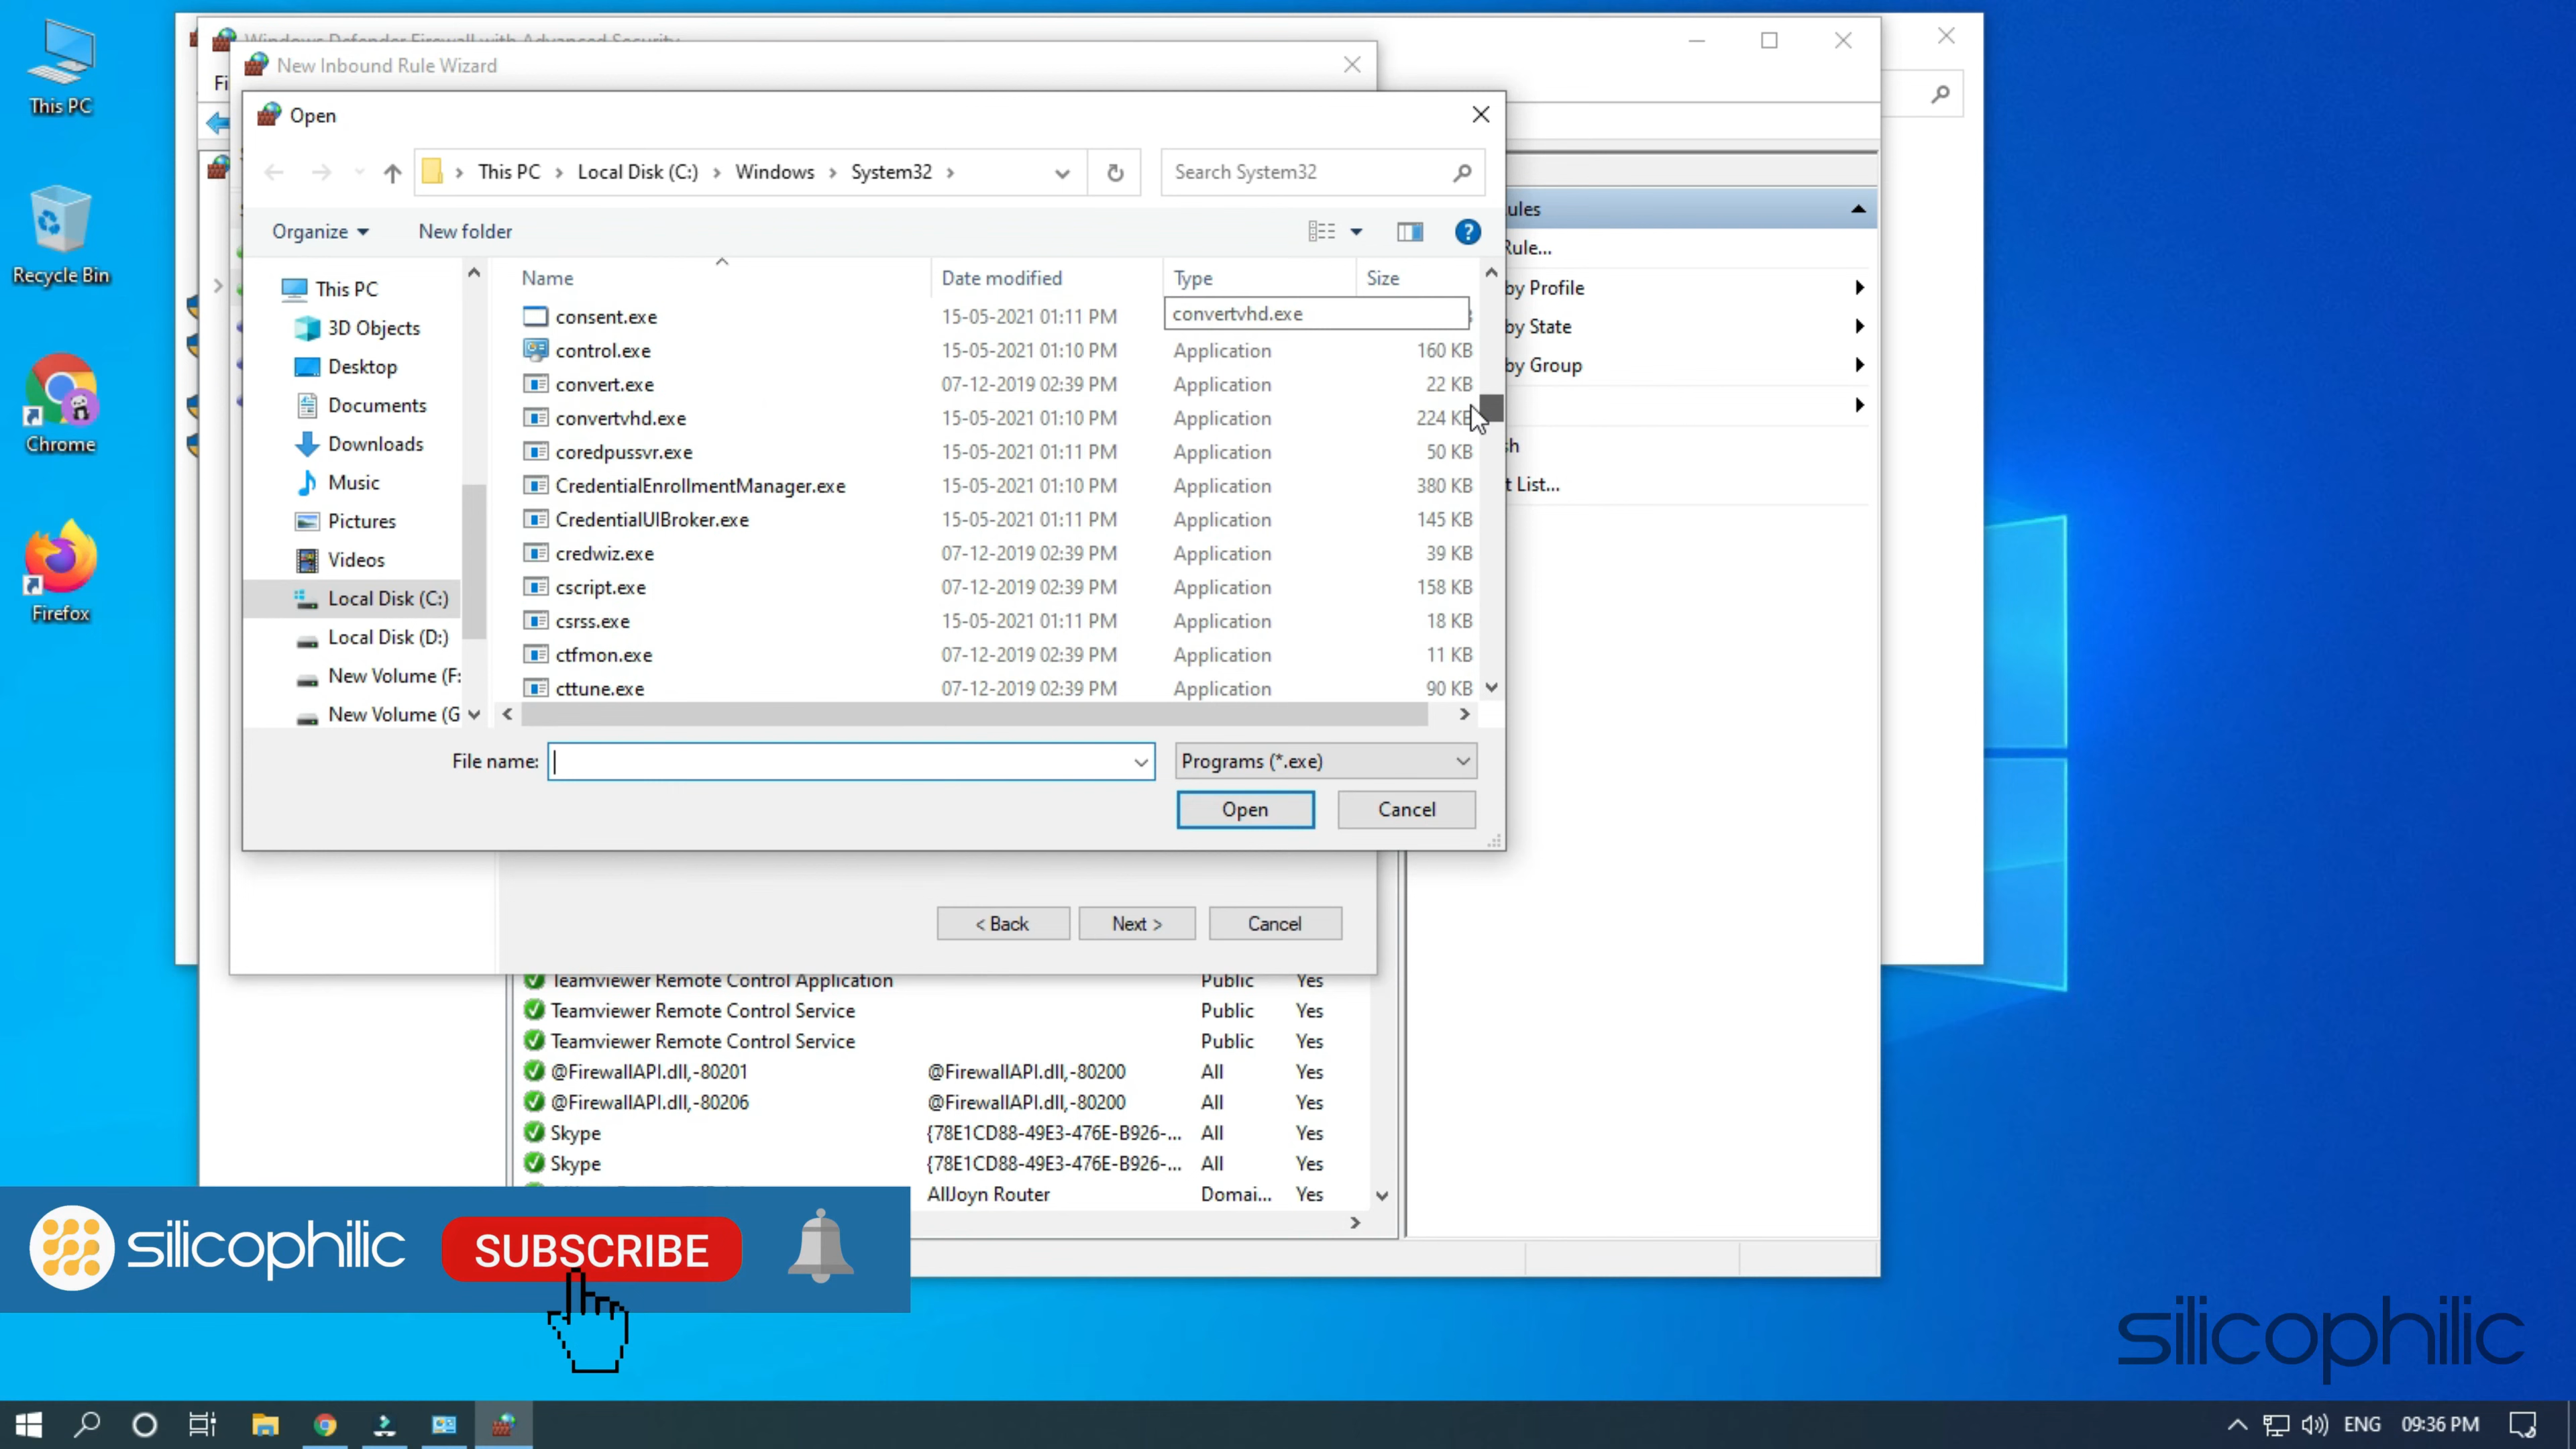 This PC
Recycle Bin
Chrome
Firefox
Windows Defender Firewall with Advanced Security
Fi
New Inbound Rule Wizard
Open
This PC > Local Disk (C:) > Windows > System32 >
Search System32
Organize
New folder
This PC
3D Objects
Desktop
Documents
Downloads
Music
Pictures
Videos
Local Disk (C:)
Local Disk (D:)
New Volume (F:
New Volume (G
Name Date modified Type Size
consent.exe 15-05-2021 01:11 PM
convertvhd.exe
control.exe 15-05-2021 01:10 PM Application 160 KB
convert.exe 07-12-2019 02:39 PM Application 22 KB
convertvhd.exe 15-05-2021 01:10 PM Application 224 KB
coredpussvr.exe 15-05-2021 01:11 PM Application 50 KB
CredentialEnrollmentManager.exe 15-05-2021 01:10 PM Application 380 KB
CredentialUIBroker.exe 15-05-2021 01:11 PM Application 145 KB
credwiz.exe 07-12-2019 02:39 PM Application 39 KB
cscript.exe 07-12-2019 02:39 PM Application 158 KB
csrss.exe 15-05-2021 01:11 PM Application 18 KB
ctfmon.exe 07-12-2019 02:39 PM Application 11 KB
cttune.exe 07-12-2019 02:39 PM Application 90 KB
File name:
Programs (*.exe)
Open
Cancel
ules
Rule...
by Profile
by State
by Group
sh
t List...
< Back
Next >
Cancel
Teamviewer Remote Control Application Public Yes
Teamviewer Remote Control Service Public Yes
Teamviewer Remote Control Service Public Yes
@FirewallAPI.dll,-80201 @FirewallAPI.dll,-80200 All Yes
@FirewallAPI.dll,-80206 @FirewallAPI.dll,-80200 All Yes
Skype {78E1CD88-49E3-476E-B926-... All Yes
Skype {78E1CD88-49E3-476E-B926-... All Yes
AllJoyn Router Domai... Yes
silicophilic
SUBSCRIBE
silicophilic
ENG
09:36 PM